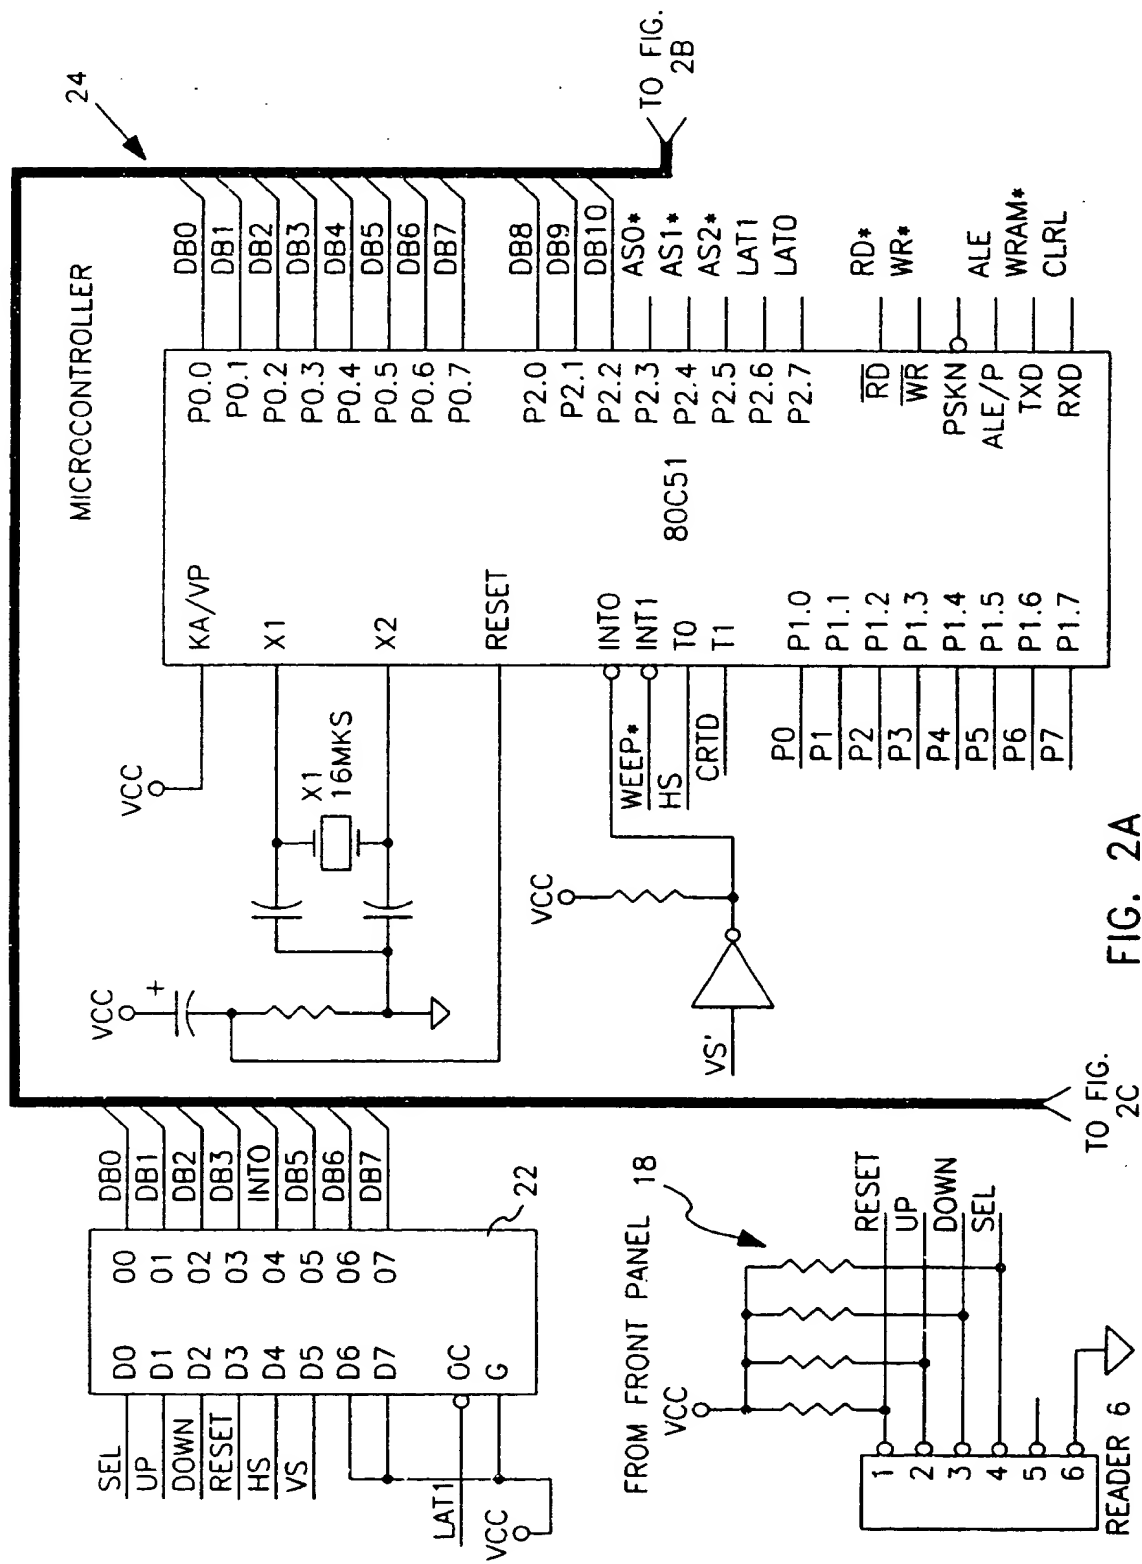 24
MICROCONTROLLER
TO FIG.
2B
DB0
DB1
DB2
DB3
DB4
DB5
DB6
DB7
DB8
DB9
DB10
AS0*
AS1*
AS2*
LAT1
LAT0
RD*
WR*
ALE
WRAM*
CLRL
P0.0
P0.1
P0.2
P0.3
P0.4
P0.5
P0.6
P0.7
P2.0
P2.1
P2.2
P2.3
P2.4
P2.5
P2.6
P2.7
RD
WR
PSKN
ALE/P
TXD
RXD
80C51
KA/VP
X1
X2
RESET
INTO
INT1
TO
T1
P1.0
P1.1
P1.2
P1.3
P1.4
P1.5
P1.6
P1.7
VCC
X1
16MKS
VCC
+
WEEP*
HS
CRTD
P0
P1
P2
P3
P4
P5
P6
P7
VCC
VS'
DB0
DB1
DB2
DB3
INTO
DB5
DB6
DB7
00
01
02
03
04
05
06
07
22
D0
D1
D2
D3
D4
D5
D6
D7
OC
G
SEL
UP
DOWN
RESET
HS
VS
LAT1
VCC
FROM FRONT PANEL
18
VCC
RESET
UP
DOWN
SEL
1
2
3
4
5
6
READER 6
TO FIG.
2C
FIG. 2A